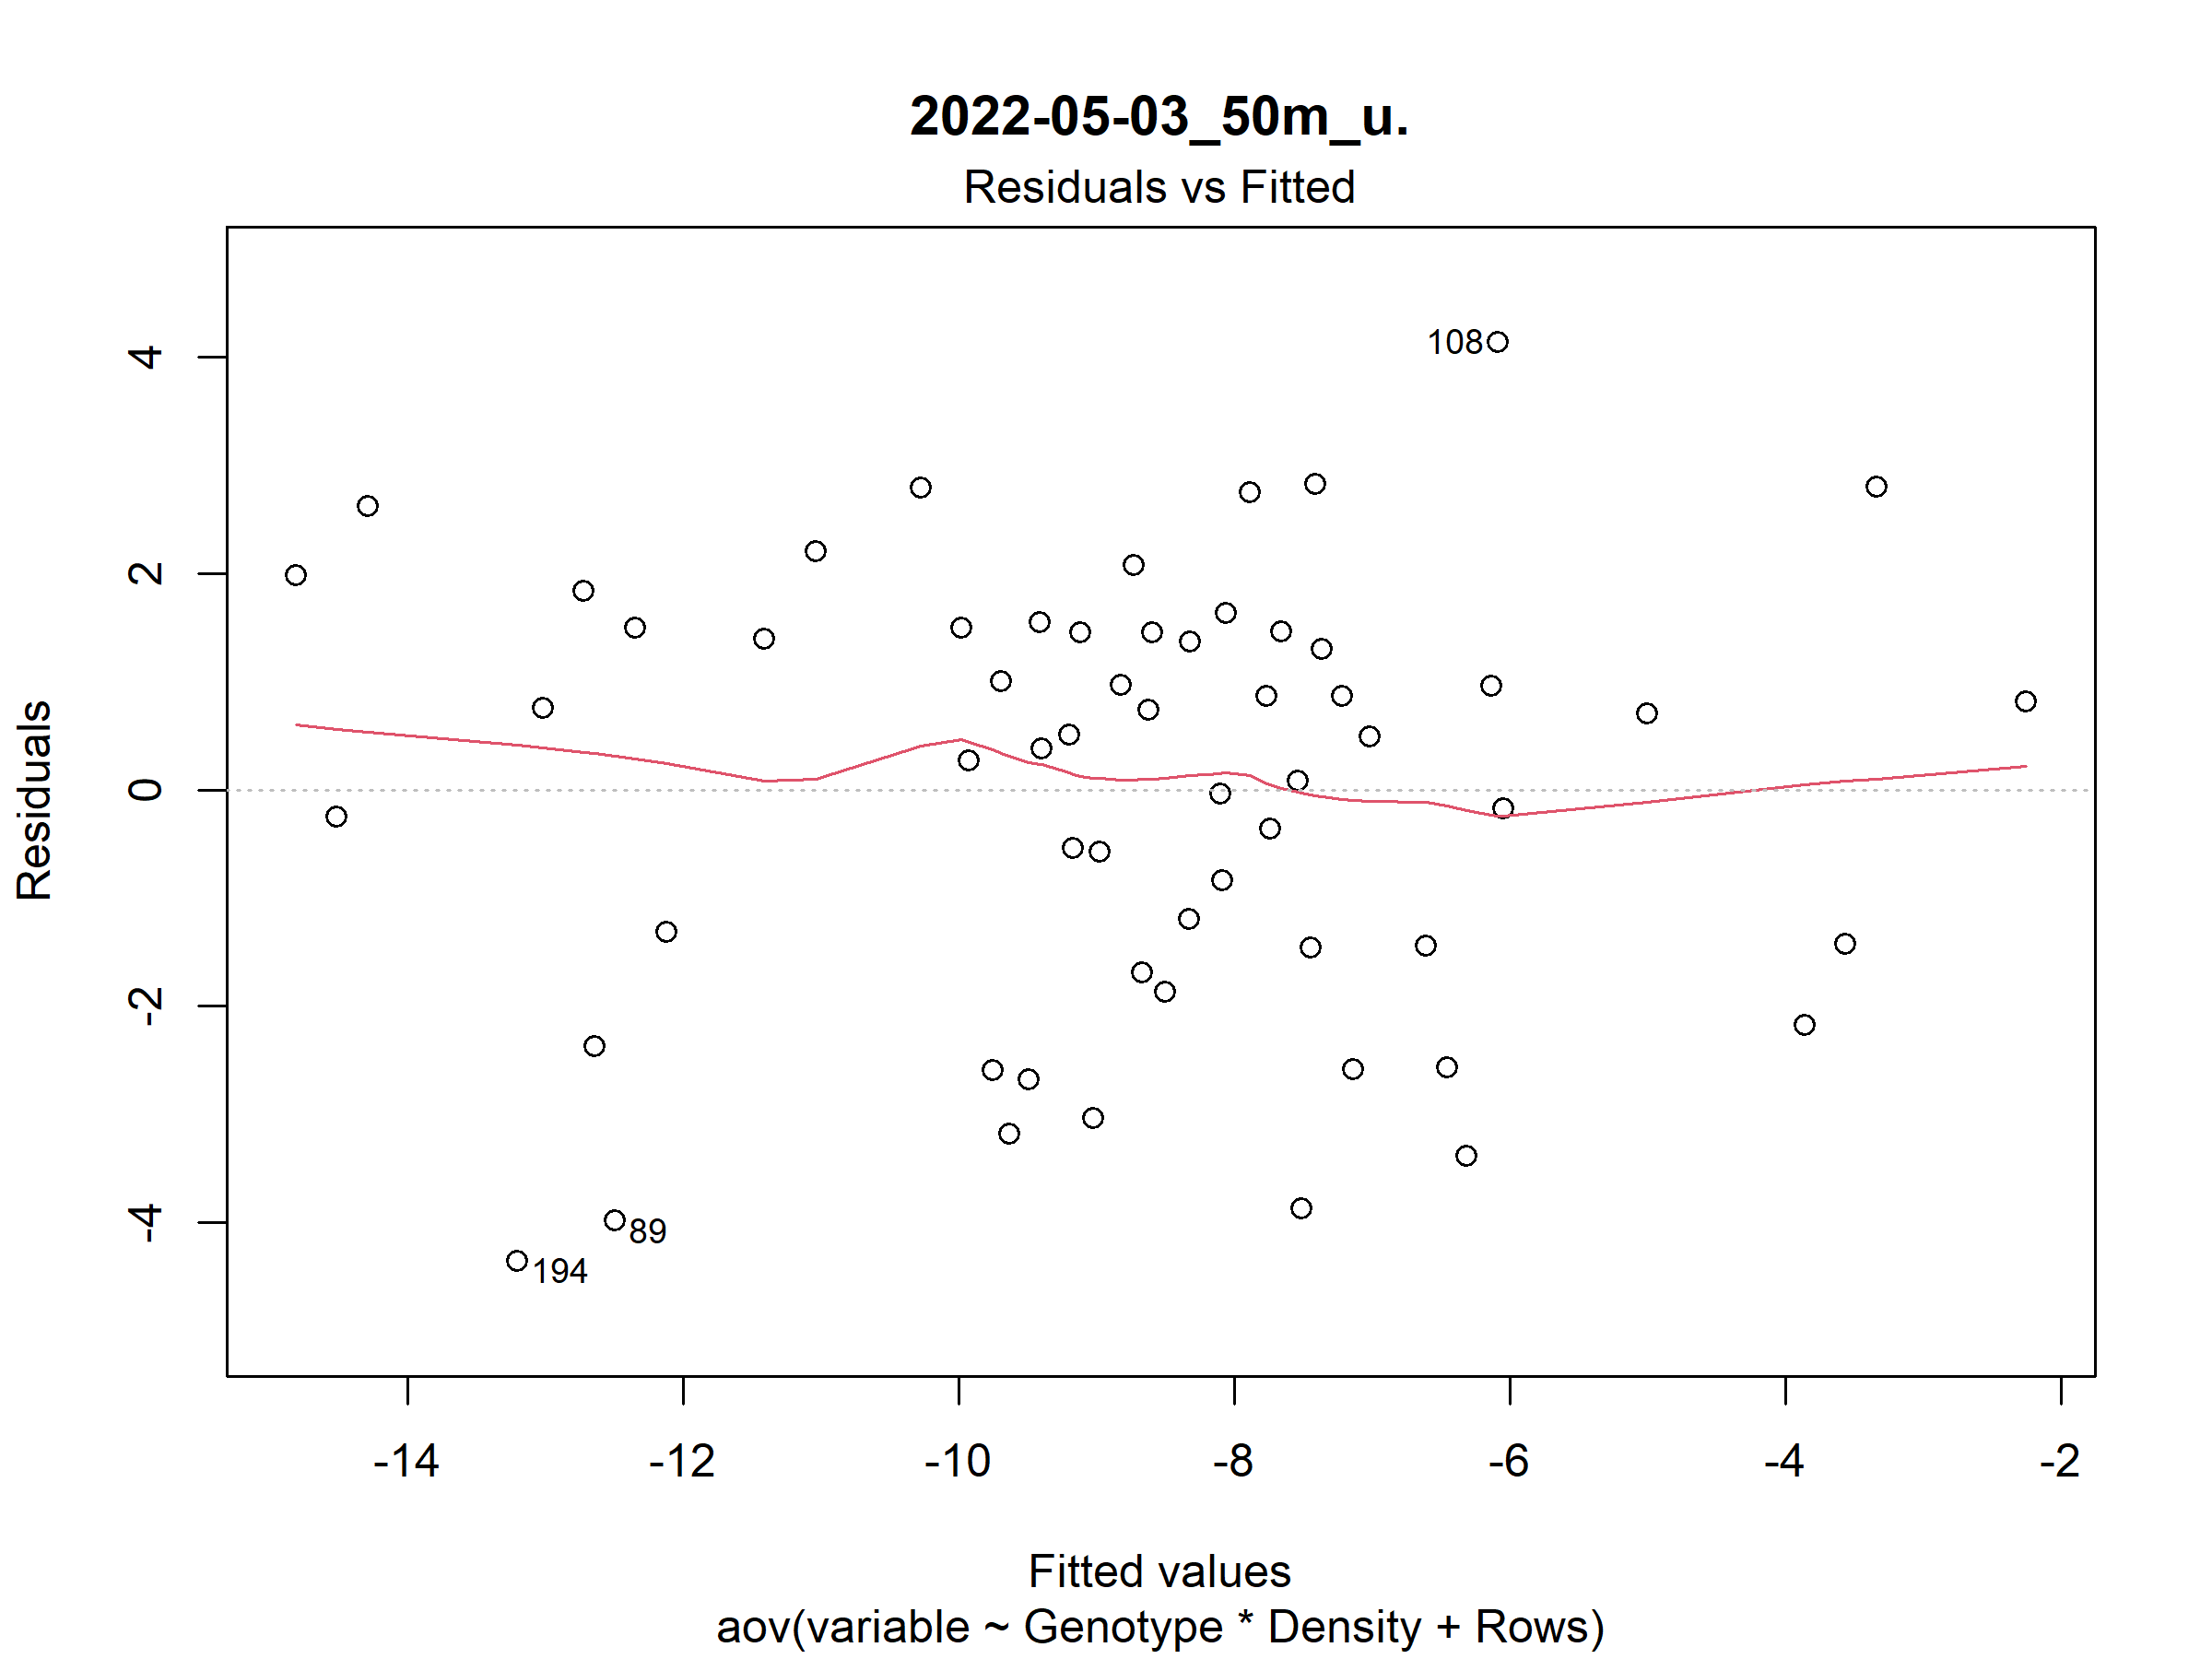 2022-05-03_50m_u.
Residuals vs Fitted
Residuals
4
2
0
-2
-4
108
89
194
-14 -12 -10 -8 -6 -4 -2
Fitted values
aov(variable ~ Genotype * Density + Rows)